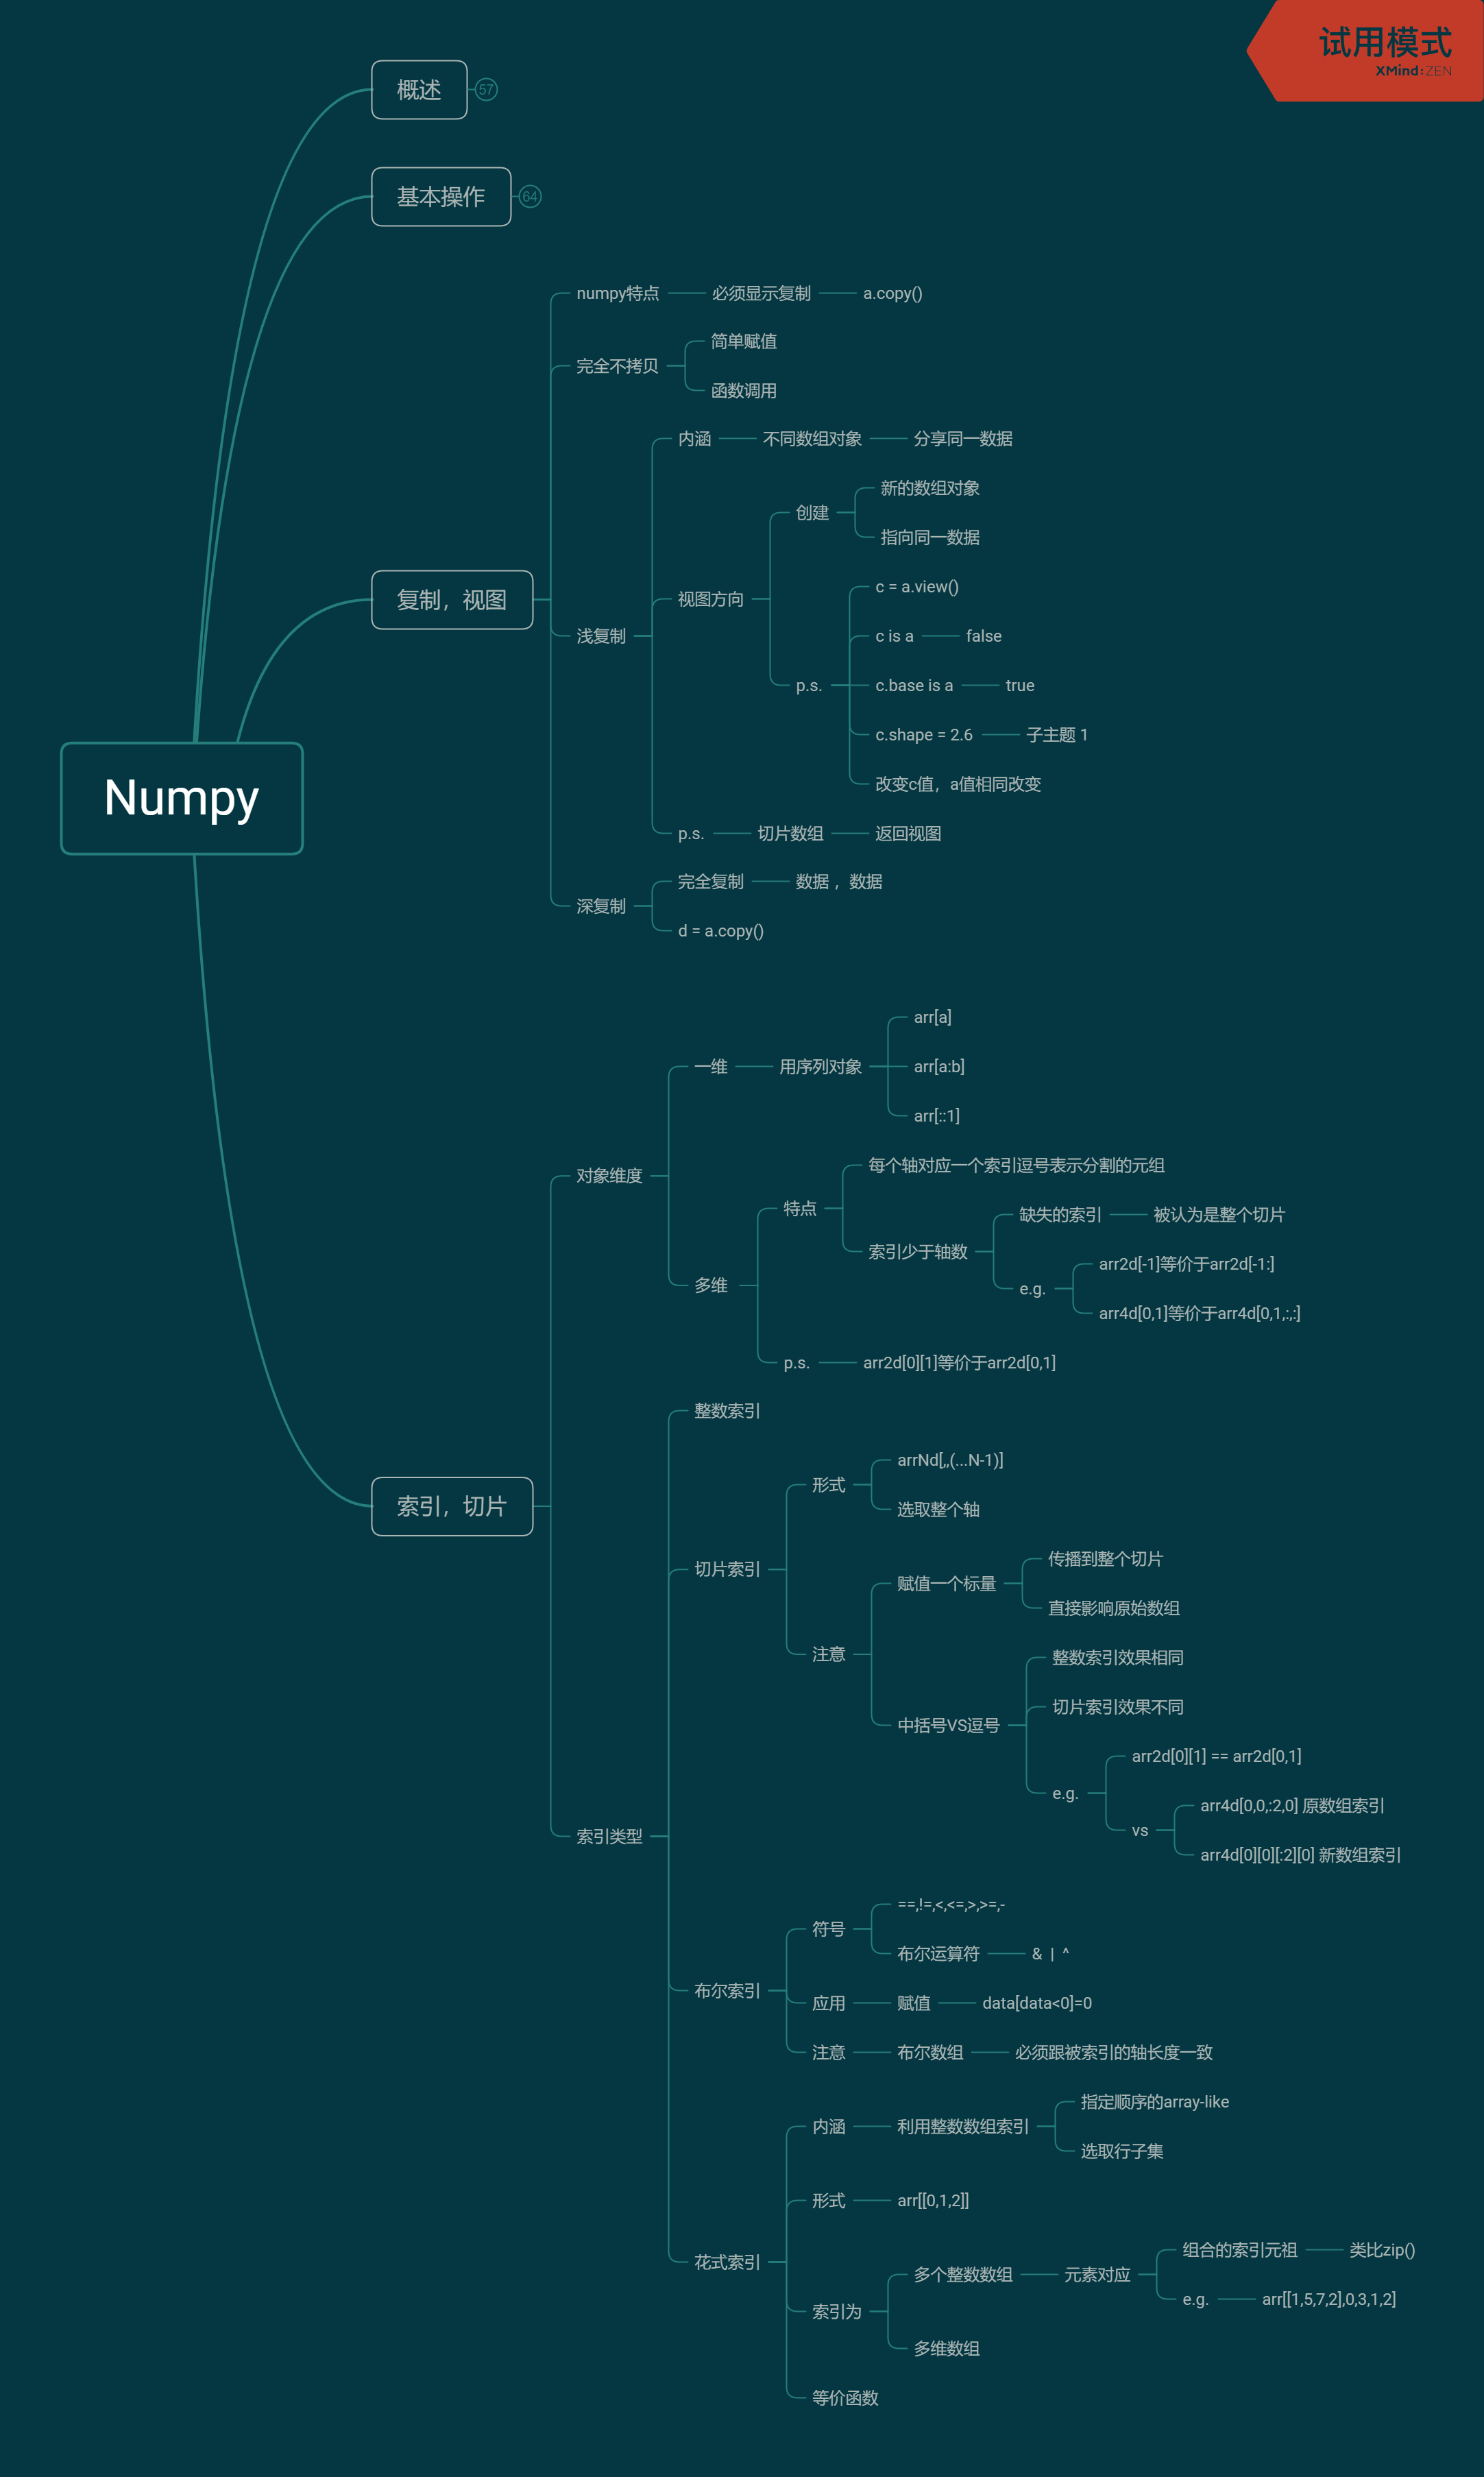 试用模式
XMind:ZEN
概述
57
基本操作
64
numpy特点
必须显示复制
a.copy()
简单赋值
完全不拷贝
函数调用
内涵
不同数组对象
分享同一数据
新的数组对象
创建
指向同一数据
c = a.view()
视图方向
复制，视图
浅复制
c is a
false
p.s.
c.base is a
true
c.shape = 2.6
子主题 1
改变c值，a值相同改变
Numpy
p.s.
切片数组
返回视图
完全复制
数据 ，数据
深复制
d = a.copy()
arr[a]
一维
用序列对象
arr[a:b]
arr[::1]
对象维度
每个轴对应一个索引逗号表示分割的元组
特点
缺失的索引
被认为是整个切片
索引少于轴数
arr2d[-1]等价于arr2d[-1:]
多维
e.g.
arr4d[0,1]等价于arr4d[0,1,:,:]
p.s.
arr2d[0][1]等价于arr2d[0,1]
整数索引
arrNd[,,(...N-1)]
形式
索引，切片
选取整个轴
切片索引
传播到整个切片
赋值一个标量
直接影响原始数组
注意
整数索引效果相同
切片索引效果不同
中括号VS逗号
arr2d[0][1] == arr2d[0,1]
e.g.
arr4d[0,0,:2,0] 原数组索引
vs
索引类型
arr4d[0][0][:2][0] 新数组索引
==,!=,<,<=,>,>=,-
符号
布尔运算符
& | ^
布尔索引
应用
赋值
data[data<0]=0
注意
布尔数组
必须跟被索引的轴长度一致
指定顺序的array-like
内涵
利用整数数组索引
选取行子集
形式
arr[[0,1,2]]
花式索引
组合的索引元祖
类比zip()
多个整数数组
元素对应
e.g.
arr[[1,5,7,2],0,3,1,2]
索引为
多维数组
等价函数